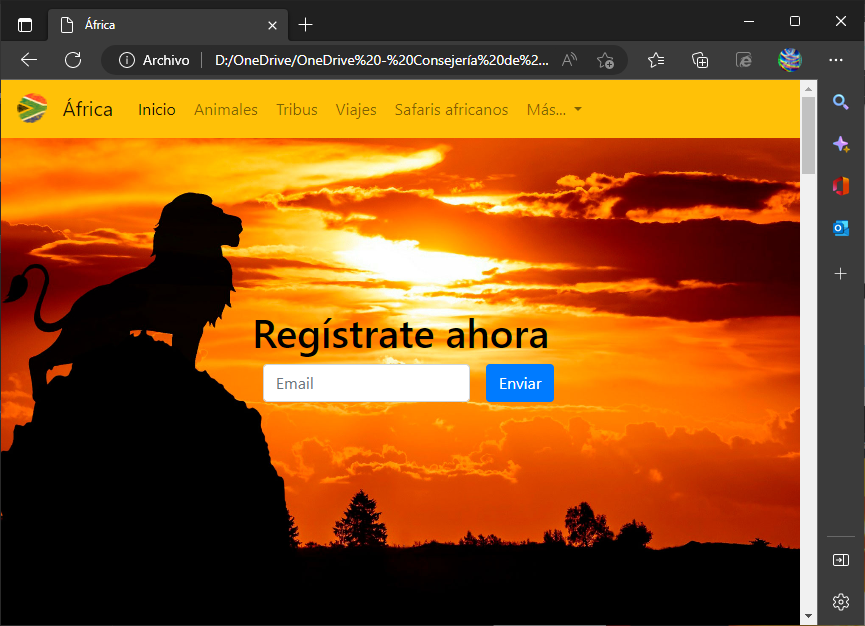 África
Archivo D:/OneDrive/OneDrive%20-%20Consejería%20de%2...
África Inicio Animales Tribus Viajes Safaris africanos Más...
Regístrate ahora
Email Enviar